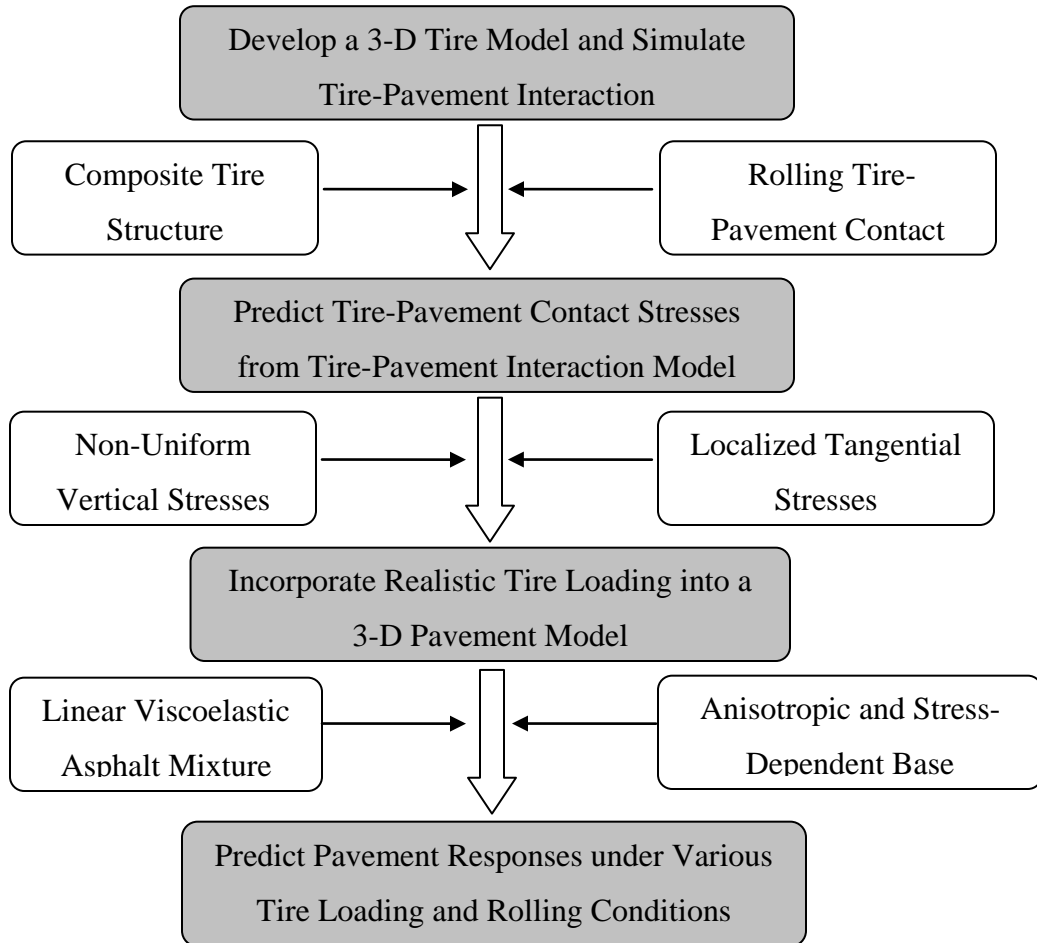 Develop a 3-D Tire Model and Simulate
Tire-Pavement Interaction
Composite Tire
Structure
Rolling Tire-
Pavement Contact
Predict Tire-Pavement Contact Stresses
from Tire-Pavement Interaction Model
Non-Uniform
Vertical Stresses
Localized Tangential
Stresses
Incorporate Realistic Tire Loading into a
3-D Pavement Model
Linear Viscoelastic
Asphalt Mixture
Anisotropic and Stress-
Dependent Base
Predict Pavement Responses under Various
Tire Loading and Rolling Conditions